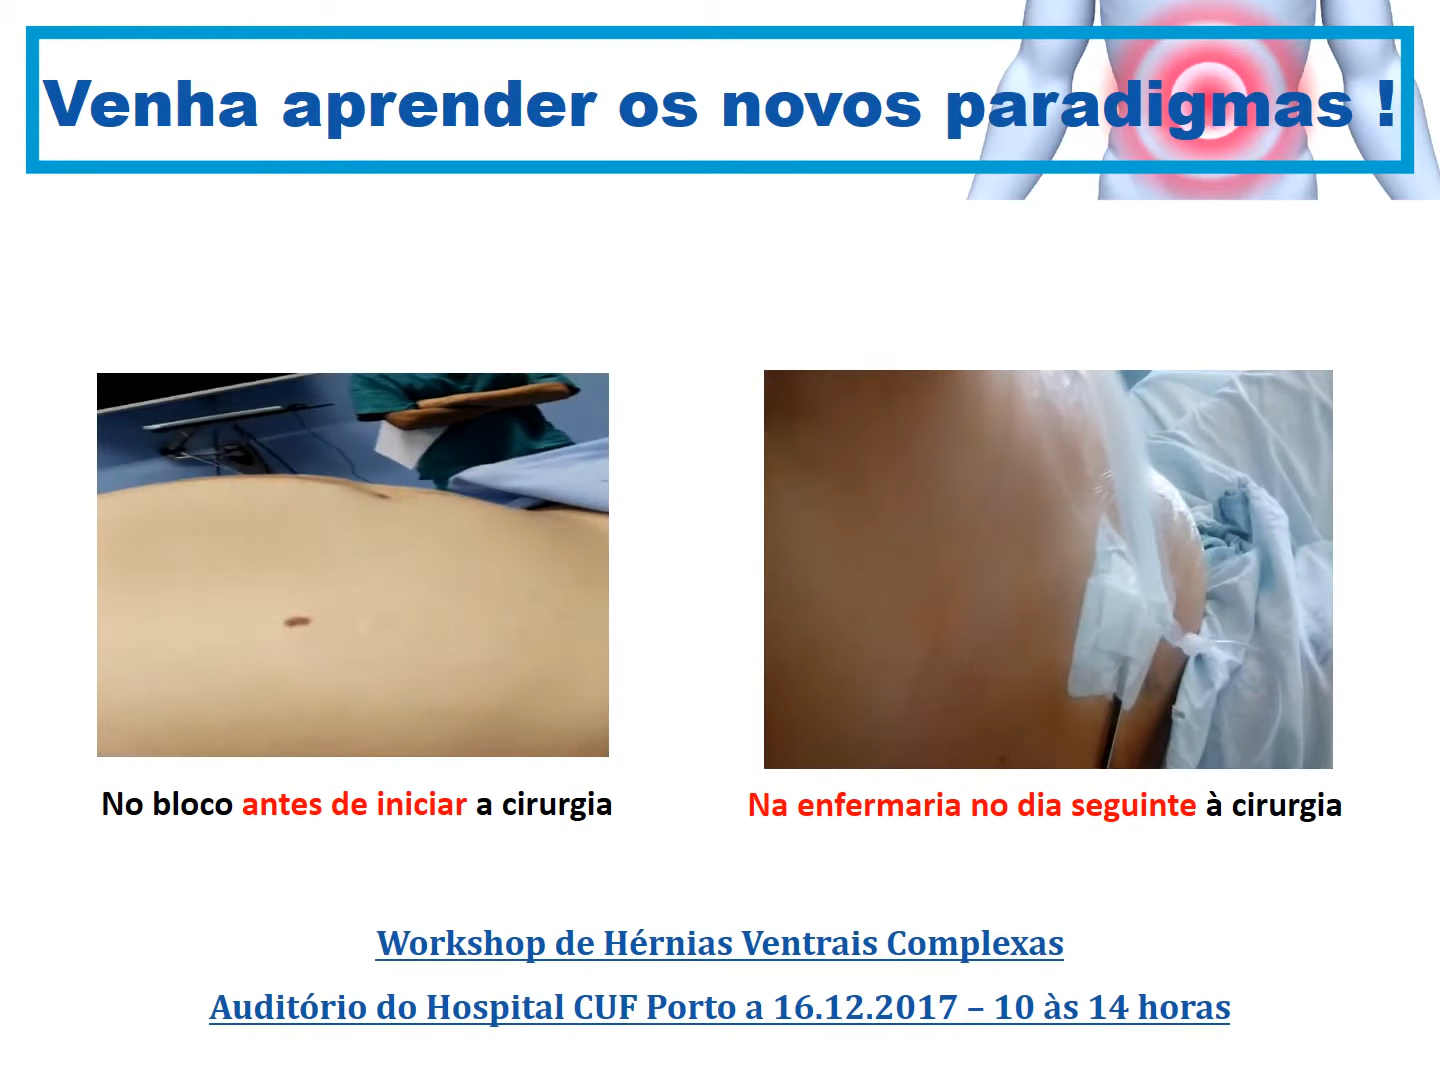 Venha aprender os novos paradigmas !
No bloco antes de iniciar a cirurgia
Na enfermaria no dia seguinte à cirurgia
Workshop de Hérnias Ventrais Complexas
Auditório do Hospital CUF Porto a 16.12.2017 – 10 às 14 horas